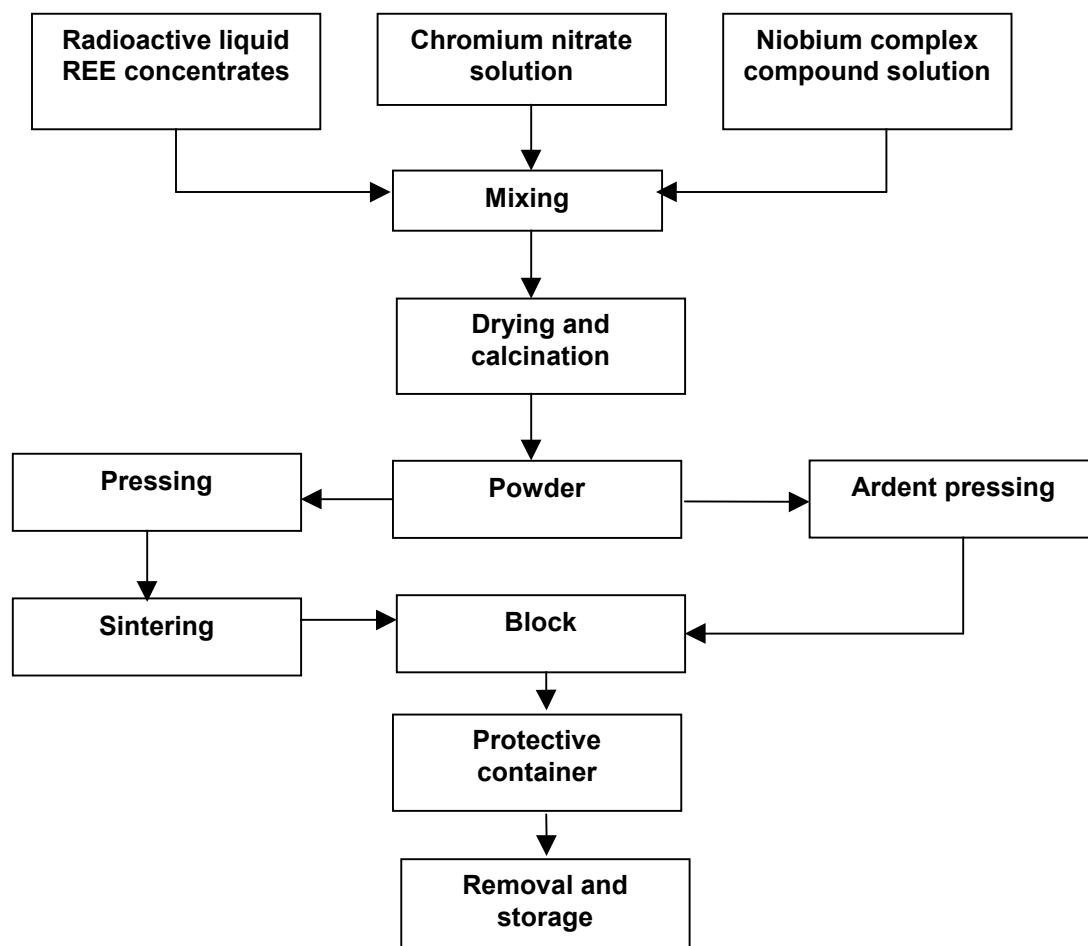 Radioactive liquid
REE concentrates
Chromium nitrate
solution
Niobium complex
compound solution
Mixing
Drying and
calcination
Pressing
Powder
Ardent pressing
Sintering
Block
Protective
container
Removal and
storage